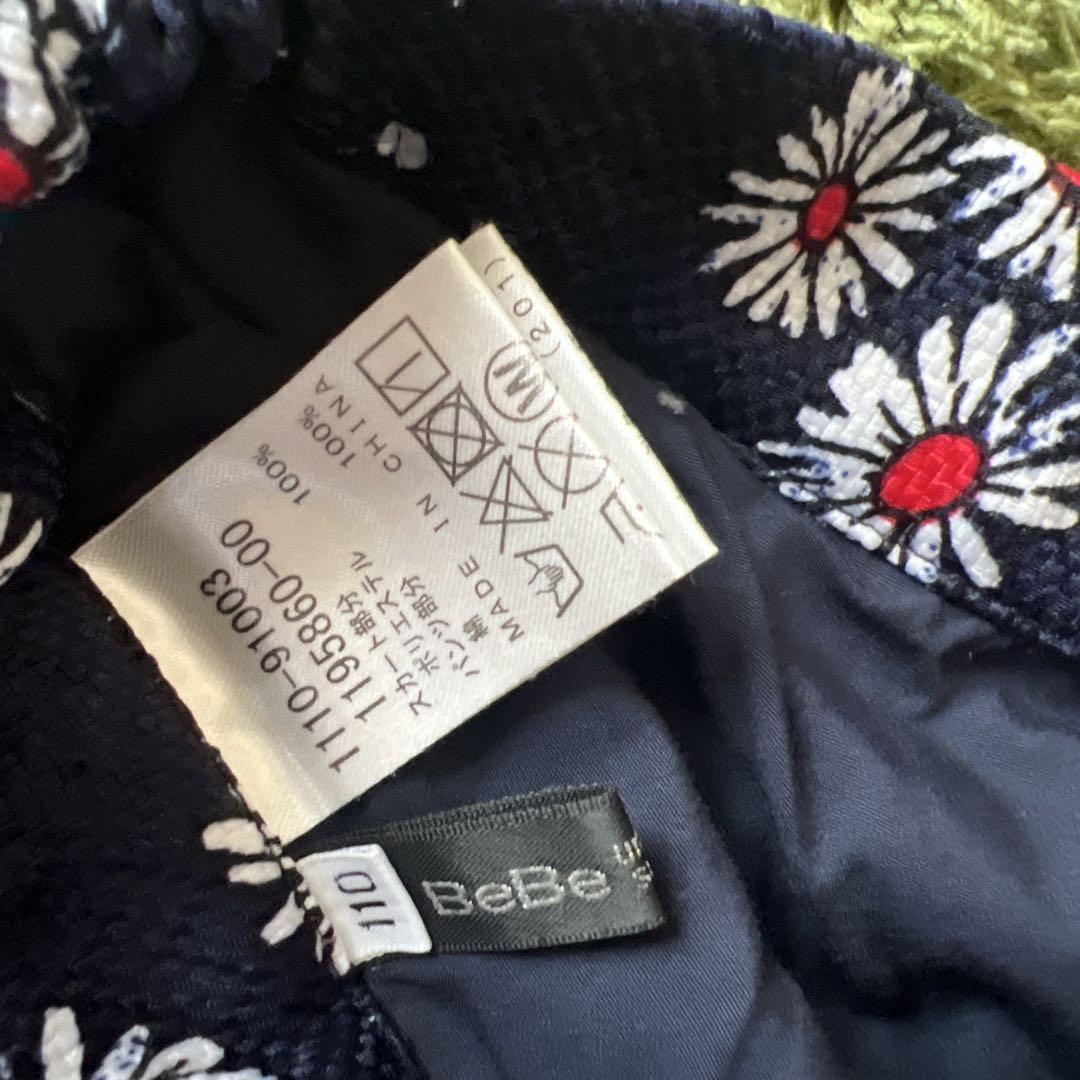 1110-91003
1195860-00
スカート部分
ポリエステル 100%
パンツ部分
綿 100%
MADE IN CHINA
W
(201)
110
BeBe